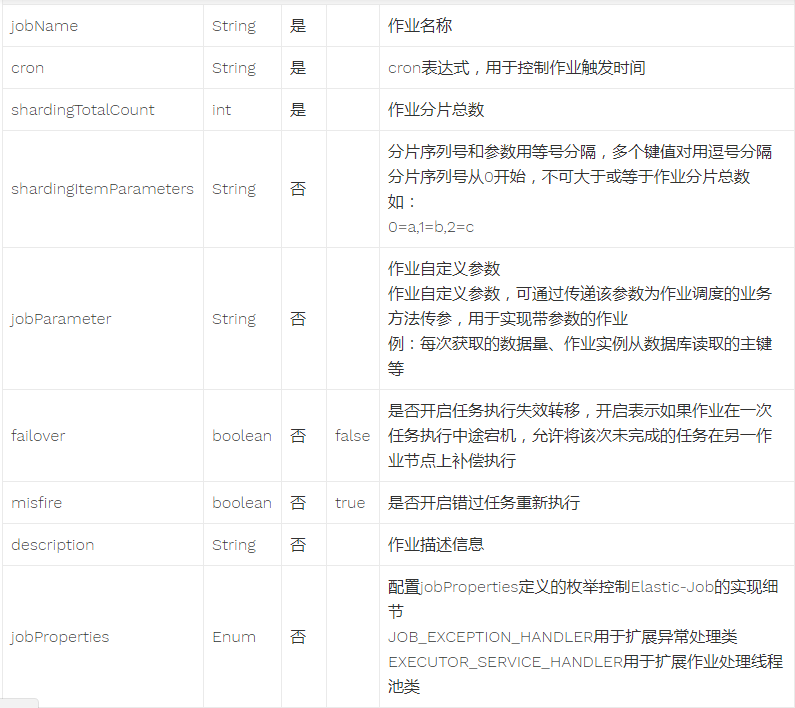 jobName String 是 作业名称
cron String 是 cron表达式，用于控制作业触发时间
shardingTotalCount int 是 作业分片总数
shardingItemParameters String 否 分片序列号和参数用等号分隔，多个键值对用逗号分隔
分片序列号从0开始，不可大于或等于作业分片总数
如：
0=a,1=b,2=c
jobParameter String 否 作业自定义参数
作业自定义参数，可通过传递该参数为作业调度的业务
方法传参，用于实现带参数的作业
例：每次获取的数据量、作业实例从数据库读取的主键
等
failover boolean 否 false 是否开启任务执行失效转移，开启表示如果作业在一次
任务执行中途宕机，允许将该次未完成的任务在另一作
业节点上补偿执行
misfire boolean 否 true 是否开启错过任务重新执行
description String 否 作业描述信息
jobProperties Enum 否 配置jobProperties定义的枚举控制Elastic-Job的实现细
节
JOB_EXCEPTION_HANDLER用于扩展异常处理类
EXECUTOR_SERVICE_HANDLER用于扩展作业处理线程
池类